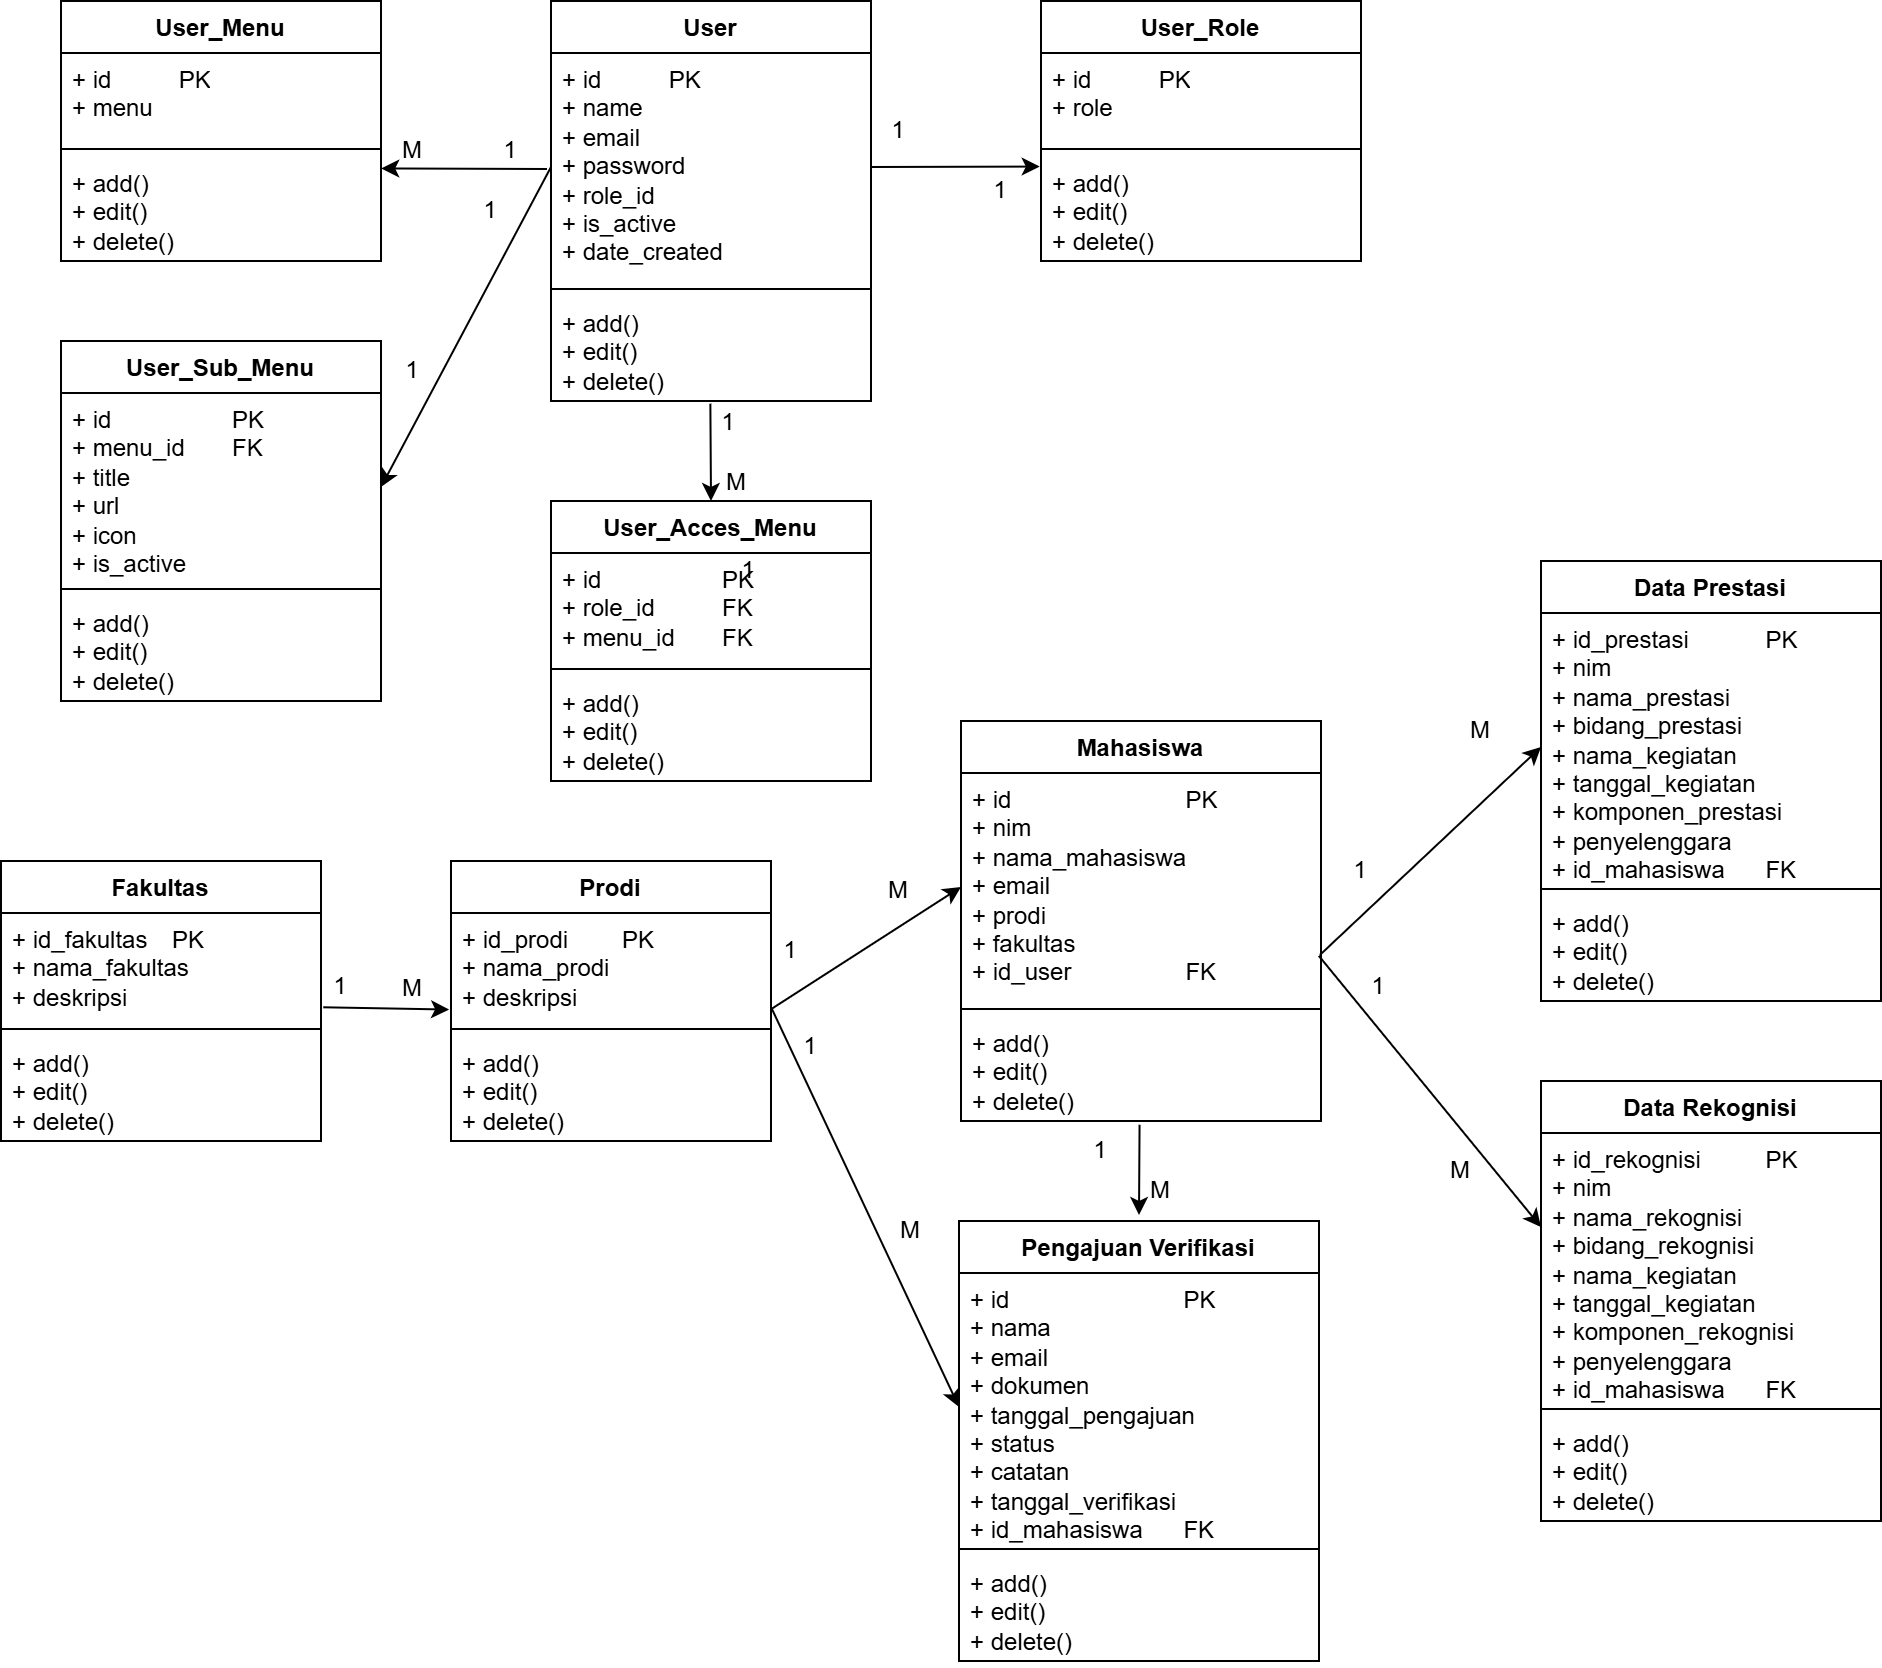 User_Menu
+ id PK
+ menu
+ add()
+ edit()
+ delete()
User
+ id PK
+ name
+ email
+ password
+ role_id
+ is_active
+ date_created
+ add()
+ edit()
+ delete()
User_Role
+ id PK
+ role
+ add()
+ edit()
+ delete()
M
1
1
1
1
1
User_Sub_Menu
+ id PK
+ menu_id FK
+ title
+ url
+ icon
+ is_active
+ add()
+ edit()
+ delete()
1
M
User_Acces_Menu
1
+ id PK
+ role_id FK
+ menu_id FK
+ add()
+ edit()
+ delete()
Fakultas
+ id_fakultas PK
+ nama_fakultas
+ deskripsi
+ add()
+ edit()
+ delete()
1
M
Prodi
+ id_prodi PK
+ nama_prodi
+ deskripsi
+ add()
+ edit()
+ delete()
1
M
1
M
Mahasiswa
+ id PK
+ nim
+ nama_mahasiswa
+ email
+ prodi
+ fakultas
+ id_user FK
+ add()
+ edit()
+ delete()
1
M
1
M
1
M
Pengajuan Verifikasi
+ id PK
+ nama
+ email
+ dokumen
+ tanggal_pengajuan
+ status
+ catatan
+ tanggal_verifikasi
+ id_mahasiswa FK
+ add()
+ edit()
+ delete()
Data Prestasi
+ id_prestasi PK
+ nim
+ nama_prestasi
+ bidang_prestasi
+ nama_kegiatan
+ tanggal_kegiatan
+ komponen_prestasi
+ penyelenggara
+ id_mahasiswa FK
+ add()
+ edit()
+ delete()
Data Rekognisi
+ id_rekognisi PK
+ nim
+ nama_rekognisi
+ bidang_rekognisi
+ nama_kegiatan
+ tanggal_kegiatan
+ komponen_rekognisi
+ penyelenggara
+ id_mahasiswa FK
+ add()
+ edit()
+ delete()